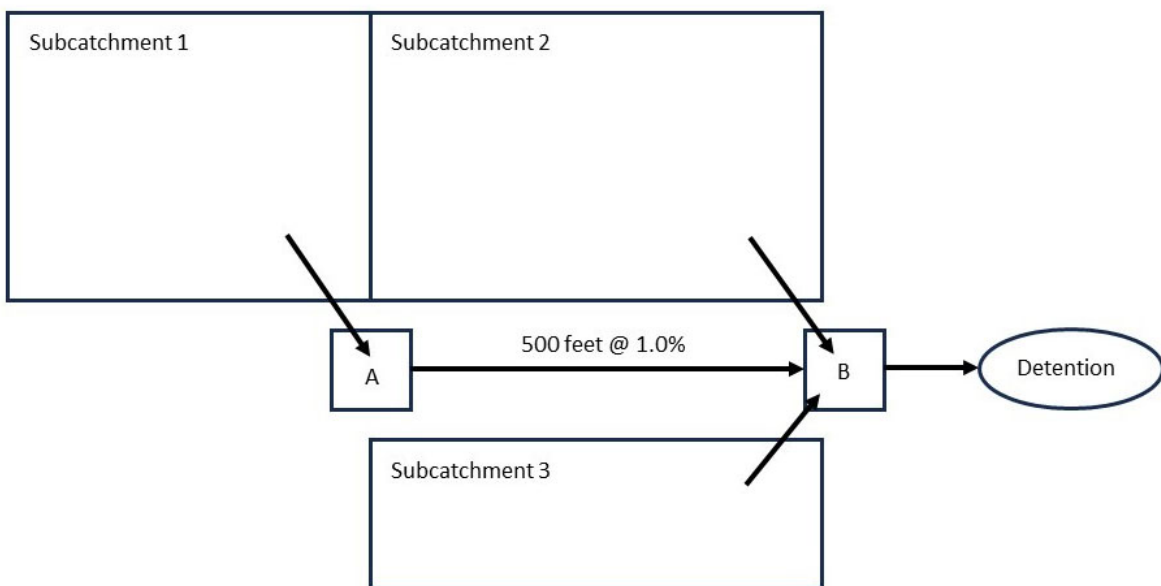 Subcatchment 1
Subcatchment 2
500 feet @ 1.0%
A
B
Detention
Subcatchment 3